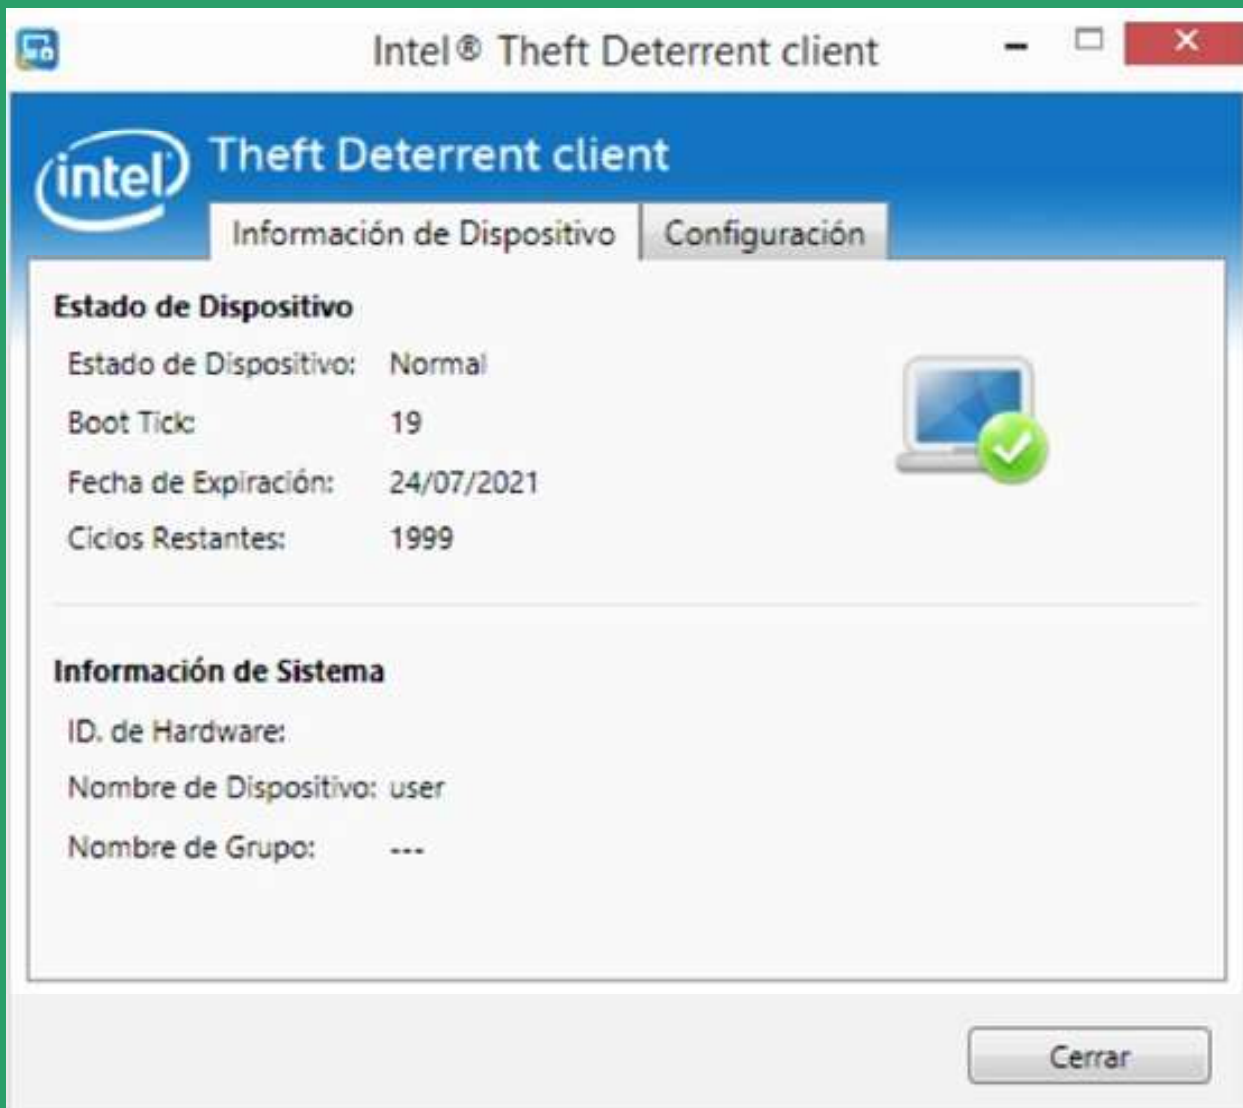 Intel® Theft Deterrent client
intel Theft Deterrent client
Información de Dispositivo Configuración
Estado de Dispositivo
Estado de Dispositivo: Normal
Boot Tick: 19
Fecha de Expiración: 24/07/2021
Ciclos Restantes: 1999
Información de Sistema
ID. de Hardware:
Nombre de Dispositivo: user
Nombre de Grupo: ---
Cerrar